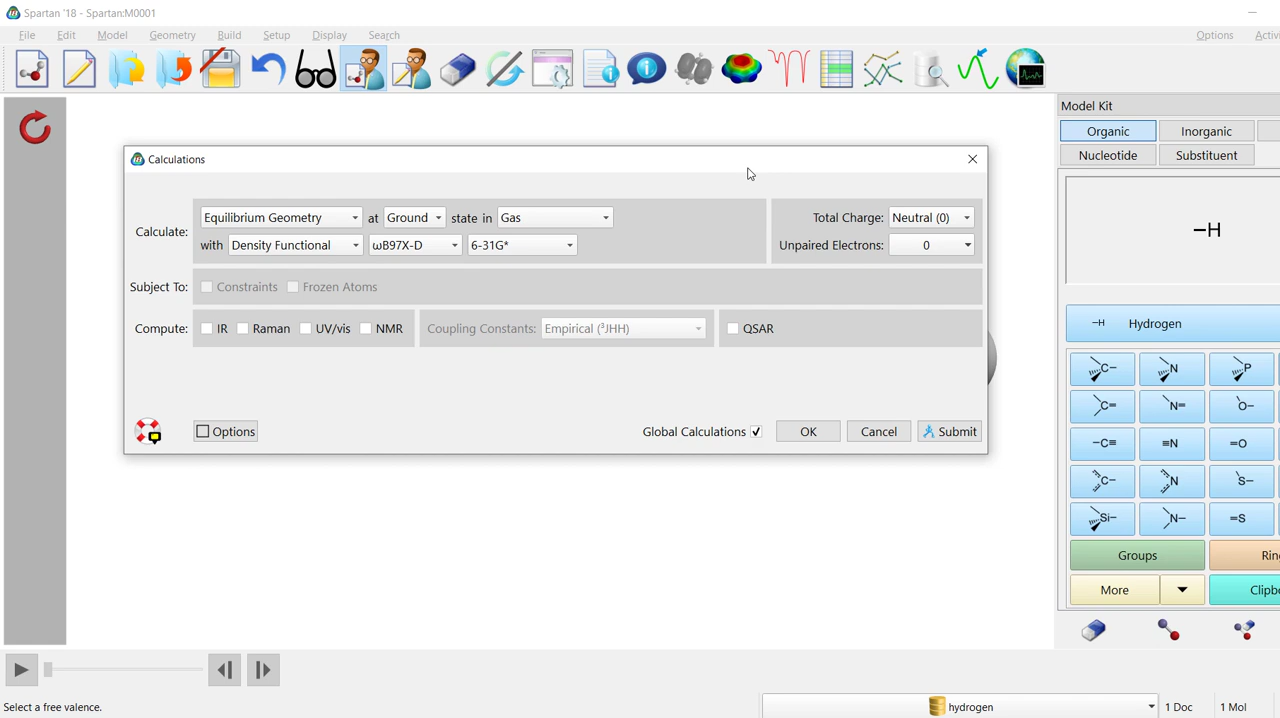 Spartan '18 - Spartan:M0001
File Edit Model Geometry Build Setup Display Search Options
Model Kit
Organic Inorganic
Nucleotide Substituent
–H
–H Hydrogen
C– N P
C= N= O–
–C≡ ≡N =O
C– N S–
Si– N– =S
Groups
More
Calculations
Calculate: Equilibrium Geometry at Ground state in Gas
with Density Functional ωB97X-D 6-31G*
Total Charge: Neutral (0)
Unpaired Electrons: 0
Subject To: Constraints Frozen Atoms
Compute: IR Raman UV/vis NMR Coupling Constants: Empirical (³JHH) QSAR
Options Global Calculations OK Cancel Submit
Select a free valence. hydrogen 1 Doc 1 Mol